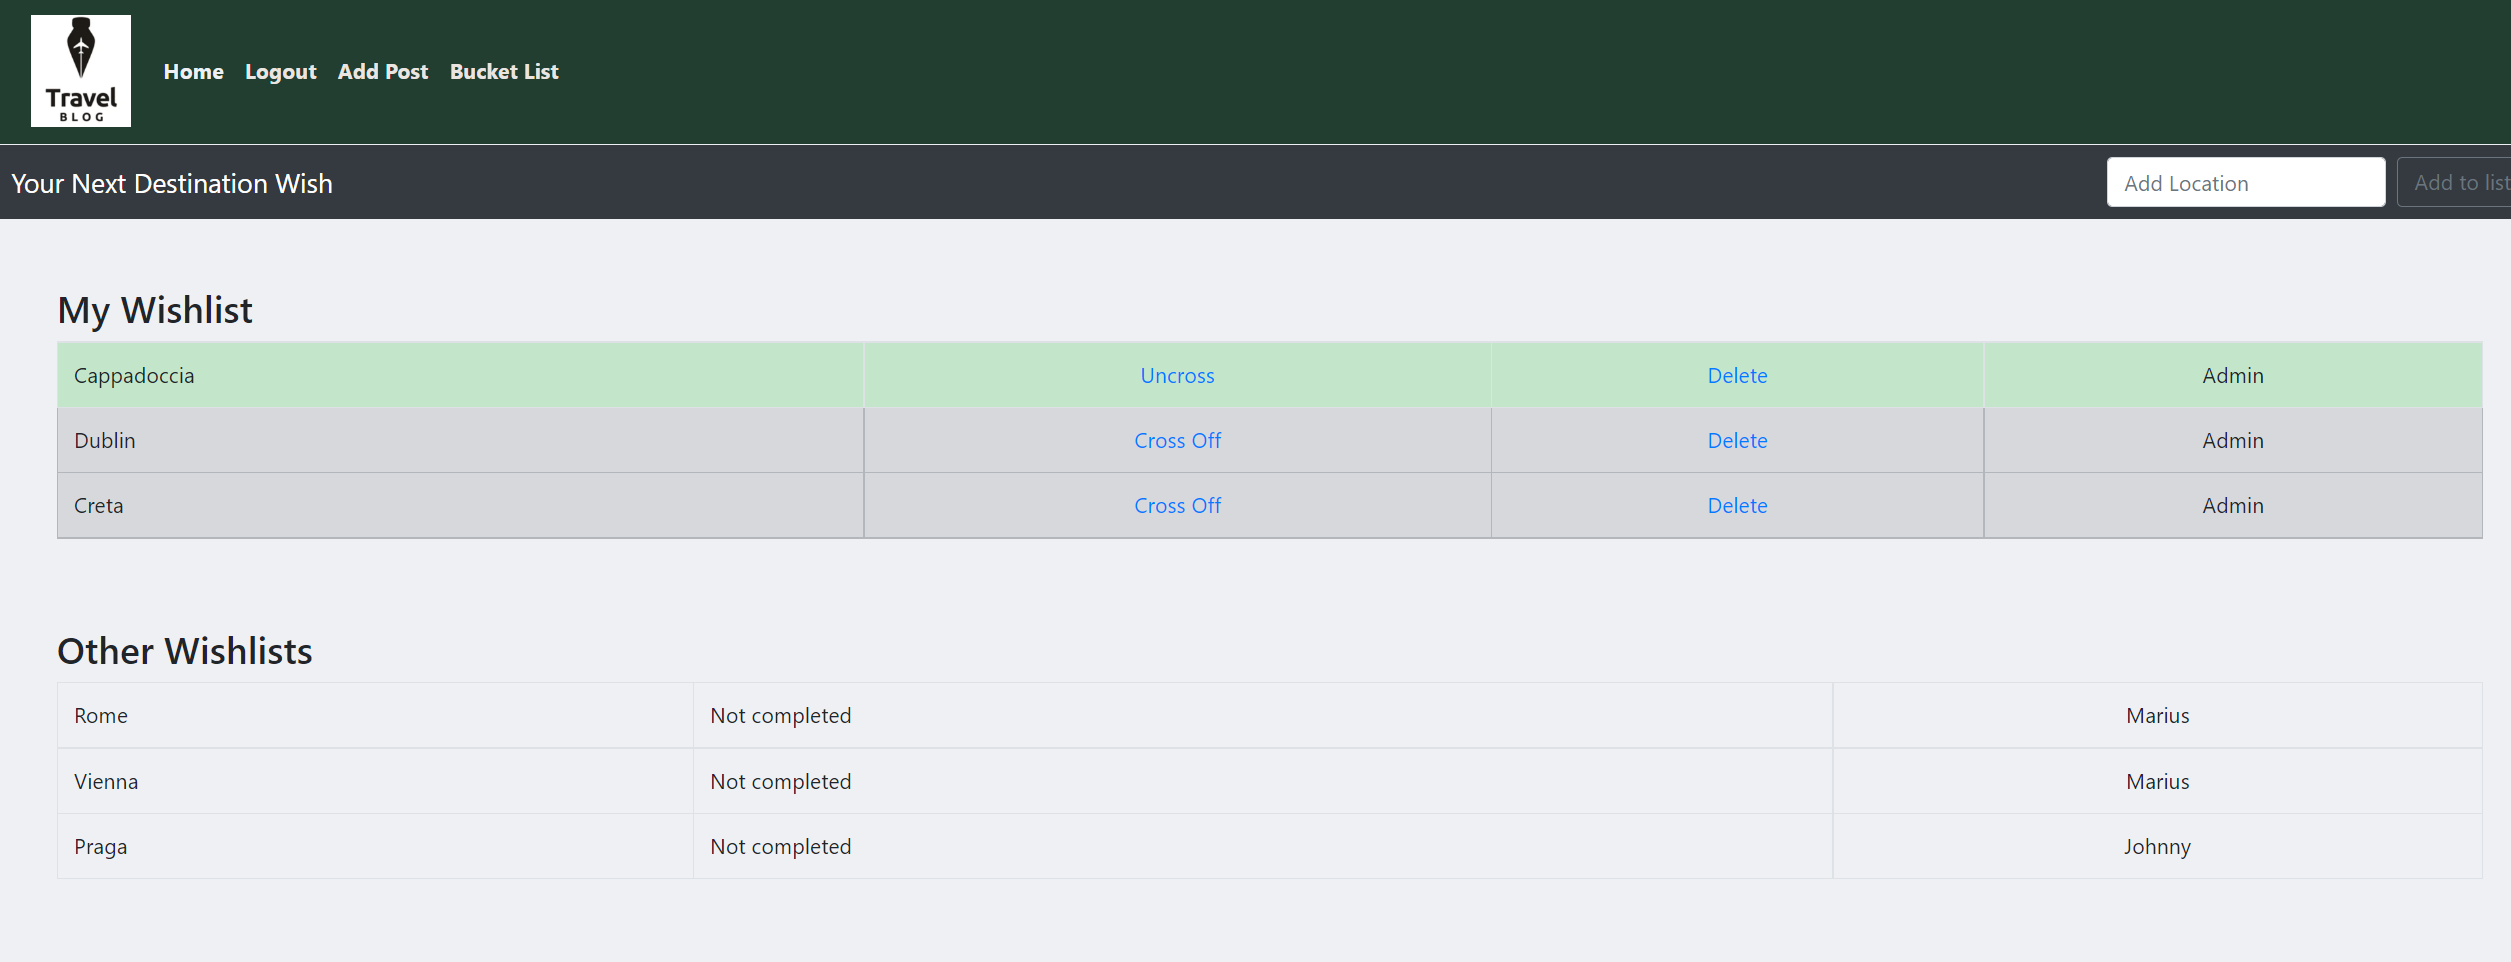 Travel
BLOG
Home Logout Add Post Bucket List
Your Next Destination Wish Add Location Add to list
My Wishlist
Cappadoccia Uncross Delete Admin
Dublin Cross Off Delete Admin
Creta Cross Off Delete Admin
Other Wishlists
Rome Not completed Marius
Vienna Not completed Marius
Praga Not completed Johnny